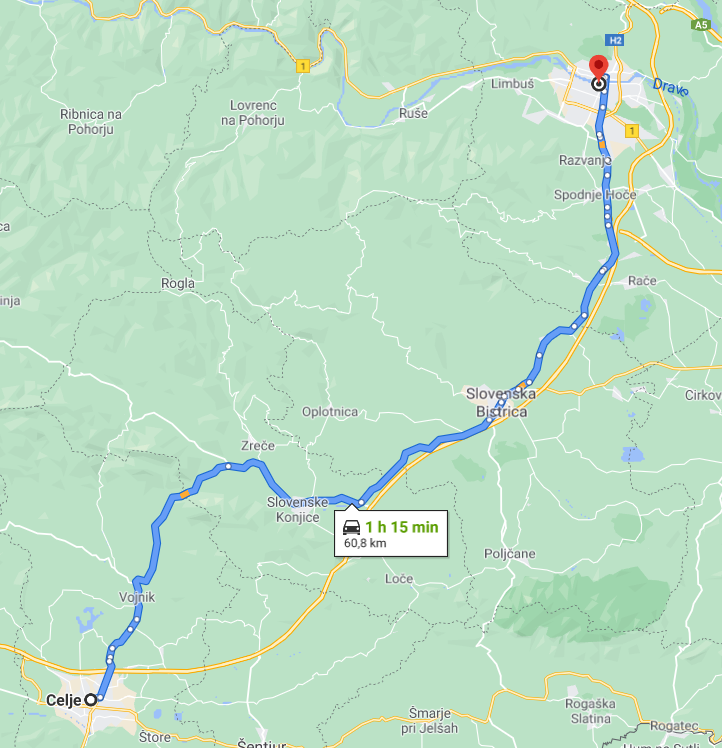 A5
H2
1
Limbuš
Drava
Ribnica na
Pohorju
Lovrenc
na Pohorju
Ruše
1
Razvanje
Spodnje Hoče
Rogla
Rače
Slovenska
Bistrica
Oplotnica
Zreče
Slovenske
Konjice
1 h 15 min
60,8 km
Poljčane
Loče
Vojnik
Celje
Štore
Šentjur
Šmarje
pri Jelšah
Rogaška
Slatina
Rogatec